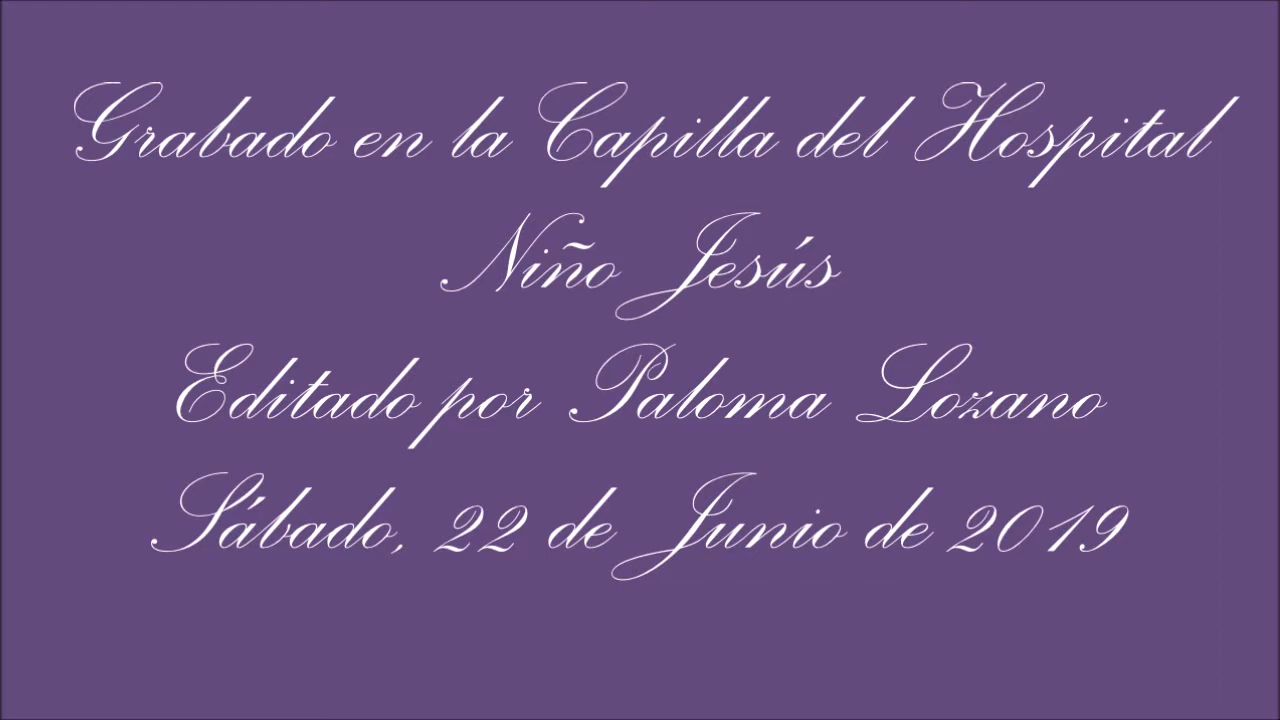 Grabado en la Capilla del Hospital
Niño Jesús
Editado por Paloma Lozano
Sábado, 22 de Junio de 2019